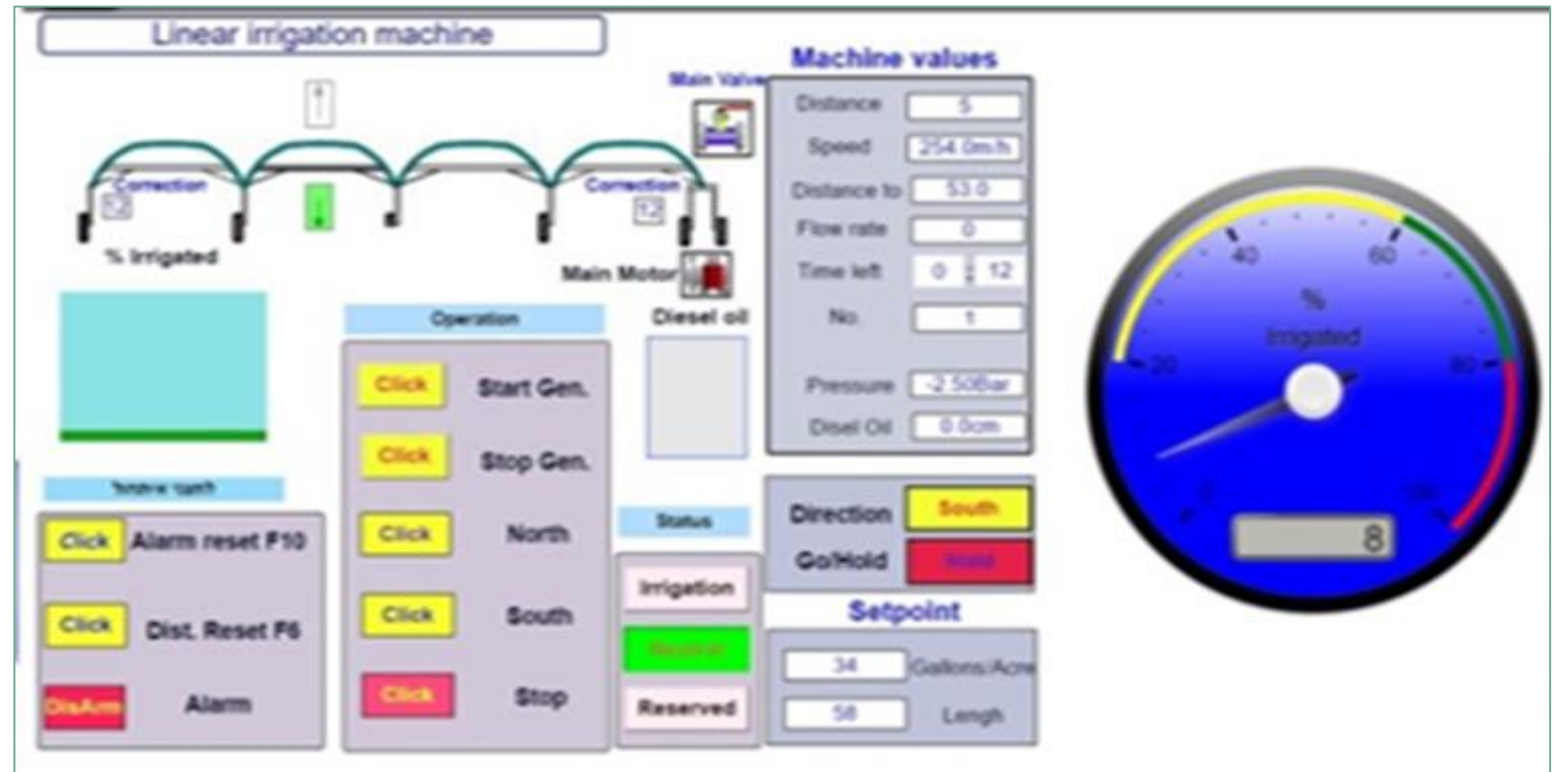 Linear irrigation machine
Main Valve
Correction
12
Correction
12
% Irrigated
Main Motor
Diesel oil
Machine values
Distance 5
Speed 254.0m/h
Distance to 53.0
Flow rate 0
Time left 0 : 12
No. 1
Pressure -2.50Bar
Disel Oil 0.0cm
Operation
Click Start Gen.
Click Stop Gen.
Click North
Click South
Click Stop
Click Alarm reset F10
Click Dist. Reset F6
DisArm Alarm
Status
Irrigation
Neutral
Reserved
Direction South
Go/Hold Hold
Setpoint
34 Gallons/Acre
58 Lengh
0
20
40
60
80
100
%
Irrigated
8